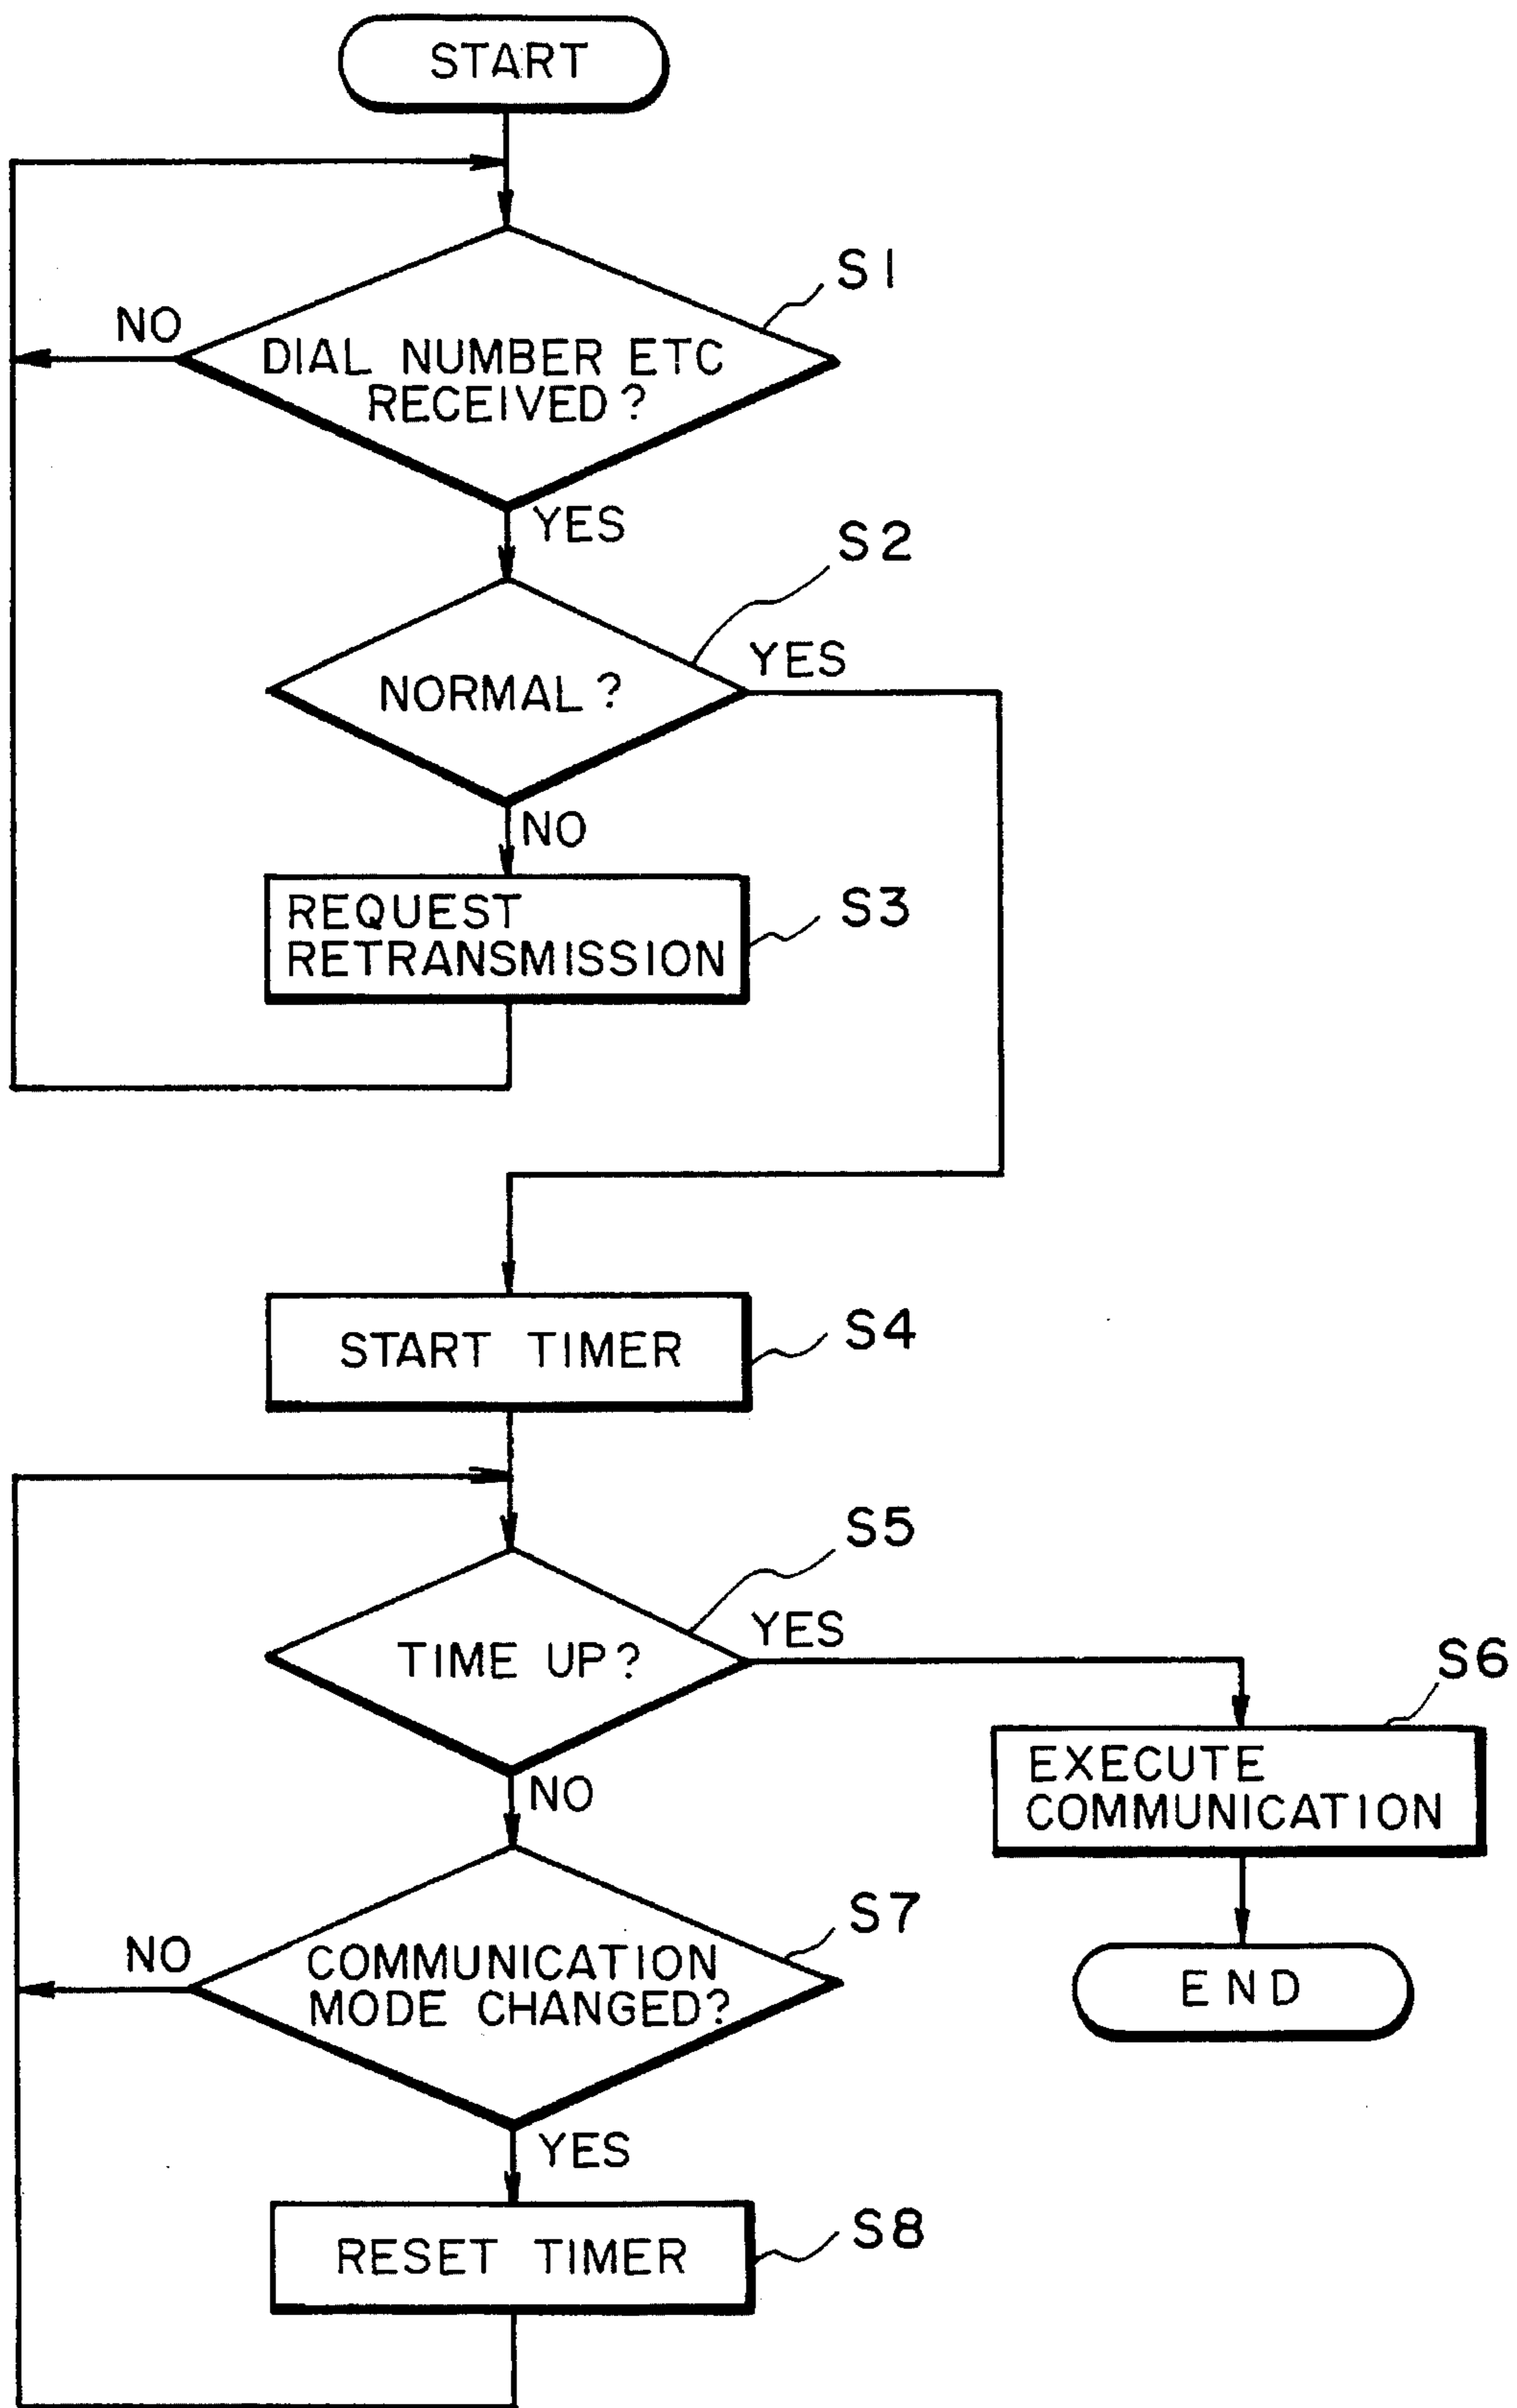 START
S1
NO
DIAL NUMBER ETC
RECEIVED?
YES
S2
YES
NORMAL?
NO
REQUEST
RETRANSMISSION
S3
START TIMER
S4
S5
TIME UP?
YES
S6
NO
EXECUTE
COMMUNICATION
S7
NO
COMMUNICATION
MODE CHANGED?
END
YES
RESET TIMER
S8